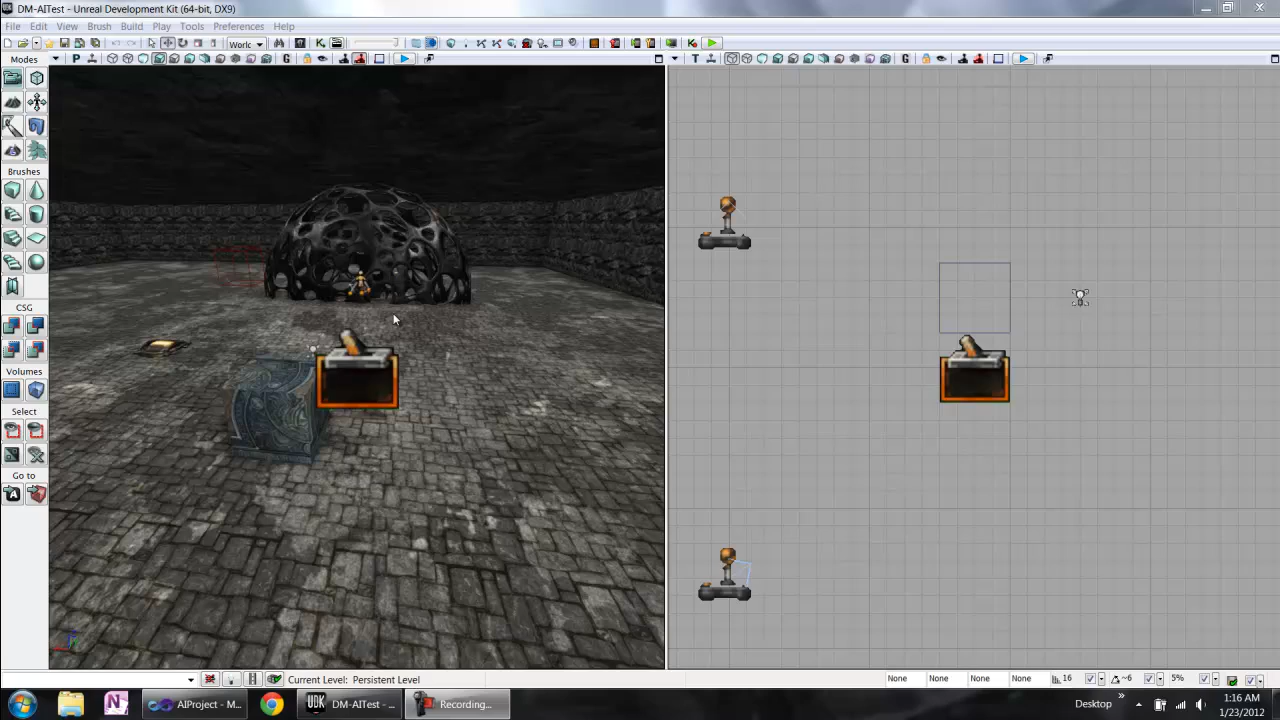 DM-AITest - Unreal Development Kit (64-bit, DX9)
File Edit View Brush Build Play Tools Preferences Help
Worlc
Modes P G T G
Brushes
CSG
Volumes
Select
Go to
Current Level: Persistent Level None None None None 16 ~6 5%
AIProject - M... DM-AITest - ... Recording... Desktop 1:16 AM
1/23/2012